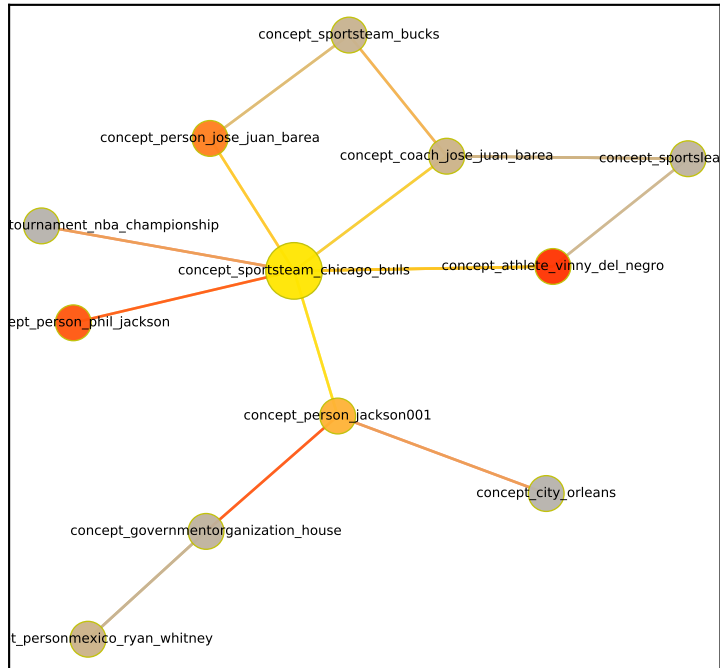 concept_sportsteam_bucks
concept_person_jose_juan_barea
concept_coach_jose_juan_barea
concept_sportslea
tournament_nba_championship
concept_sportsteam_chicago_bulls
concept_athlete_vinny_del_negro
ept_person_phil_jackson
concept_person_jackson001
concept_city_orleans
concept_governmentorganization_house
t_personmexico_ryan_whitney